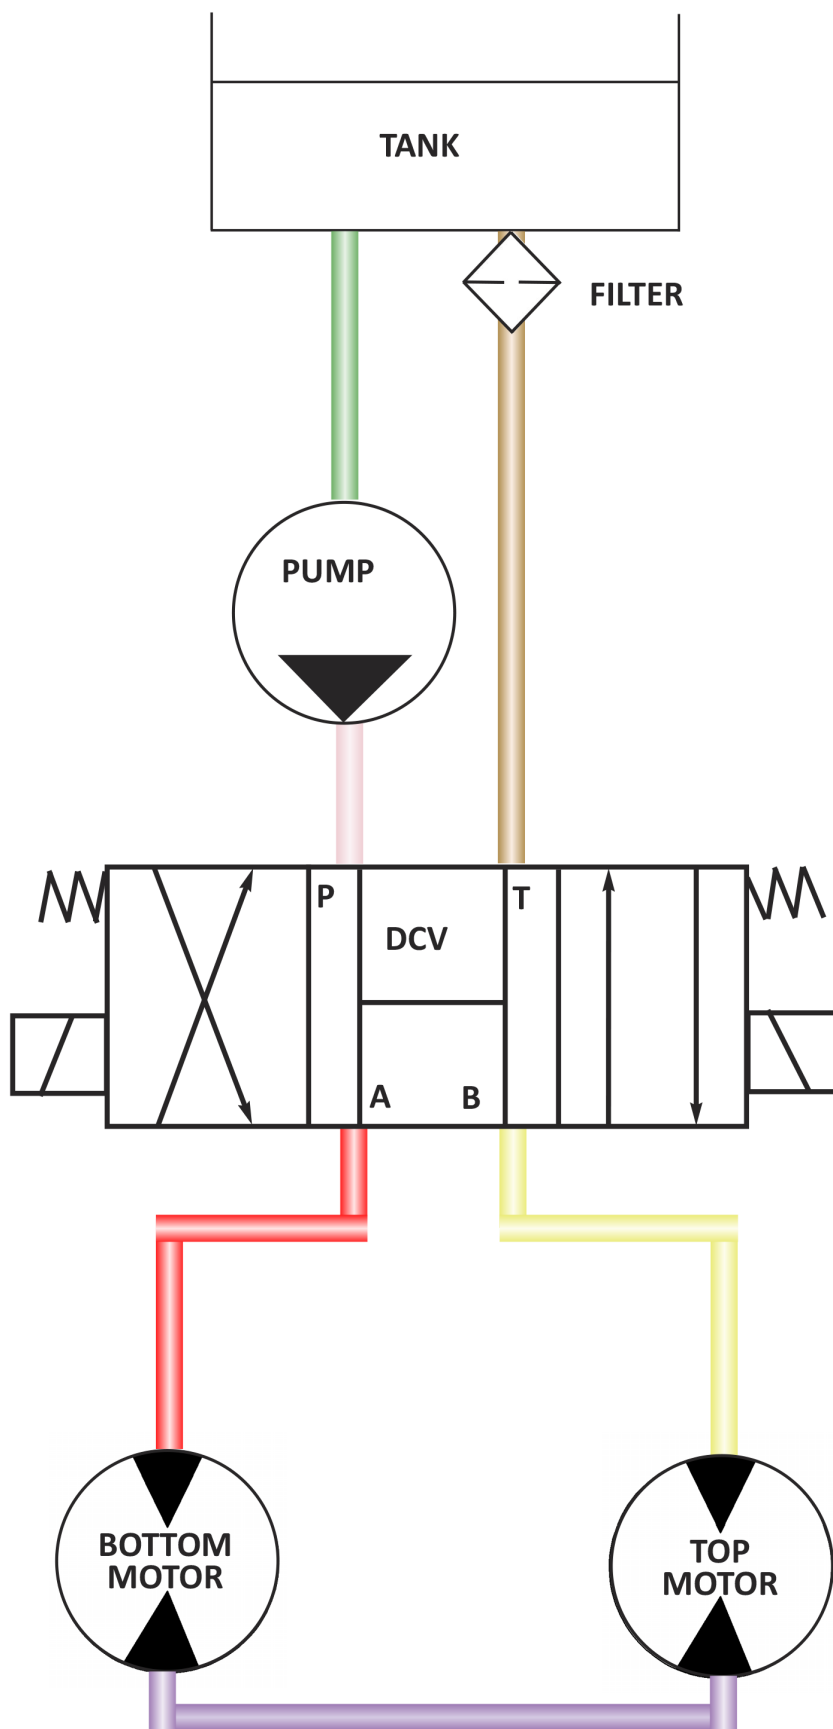 TANK
FILTER
PUMP
P
T
DCV
A
B
BOTTOM
MOTOR
TOP
MOTOR